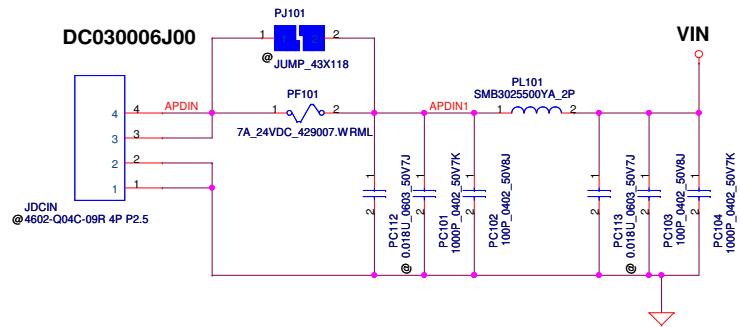 PJ101
DC030006J00
1 1 2 2
@ JUMP_43X118
VIN
PF101
PL101
SMB3025500YA_2P
4 4 APDIN 1 2 APDIN1 1 2
7A_24VDC_429007.WRML
3 3
2 2
1 1
JDCIN
@ 4602-Q04C-09R 4P P2.5
1 2
PC112
@ 0.018U_0603_50V7J
1 2
PC101
1000P_0402_50V7K
1 2
PC102
100P_0402_50V8J
1 2
PC113
@ 0.018U_0603_50V7J
1 2
PC103
100P_0402_50V8J
1 2
PC104
1000P_0402_50V7K